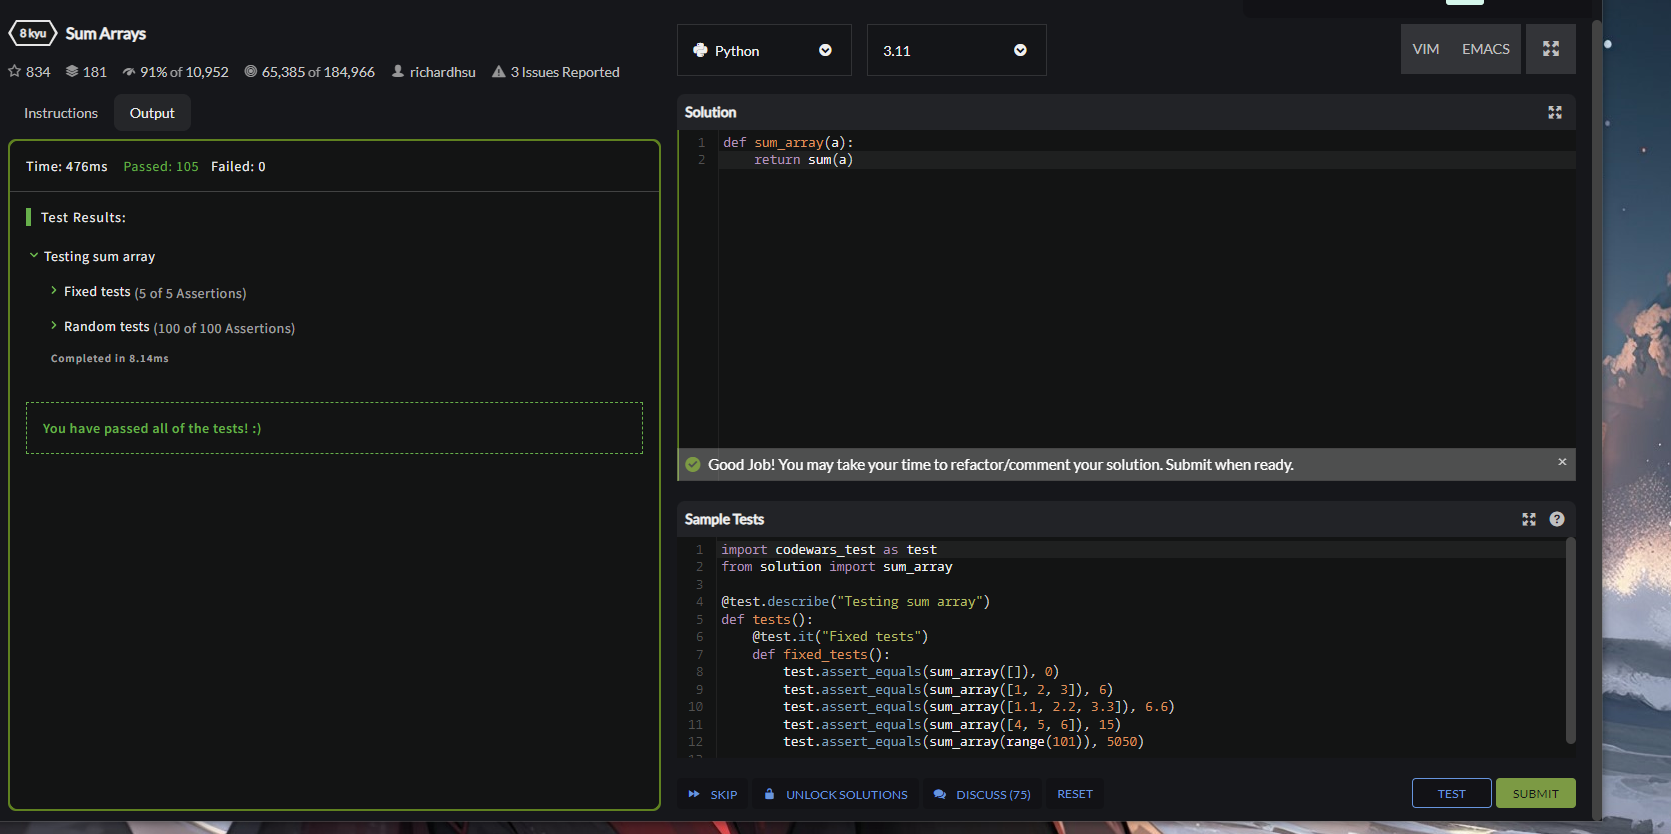 8 kyu Sum Arrays
834 181 91% of 10,952 65,385 of 184,966 richardhsu 3 Issues Reported
Instructions Output
Time: 476ms Passed: 105 Failed: 0
Test Results:
Testing sum array
Fixed tests (5 of 5 Assertions)
Random tests (100 of 100 Assertions)
Completed in 8.14ms
You have passed all of the tests! :)
Python 3.11 VIM EMACS
Solution
1 def sum_array(a):
2     return sum(a)
Good Job! You may take your time to refactor/comment your solution. Submit when ready. ×
Sample Tests ?
1 import codewars_test as test
2 from solution import sum_array
3
4 @test.describe("Testing sum array")
5 def tests():
6     @test.it("Fixed tests")
7     def fixed_tests():
8         test.assert_equals(sum_array([]), 0)
9         test.assert_equals(sum_array([1, 2, 3]), 6)
10         test.assert_equals(sum_array([1.1, 2.2, 3.3]), 6.6)
11         test.assert_equals(sum_array([4, 5, 6]), 15)
12         test.assert_equals(sum_array(range(101)), 5050)
SKIP UNLOCK SOLUTIONS DISCUSS (75) RESET TEST SUBMIT